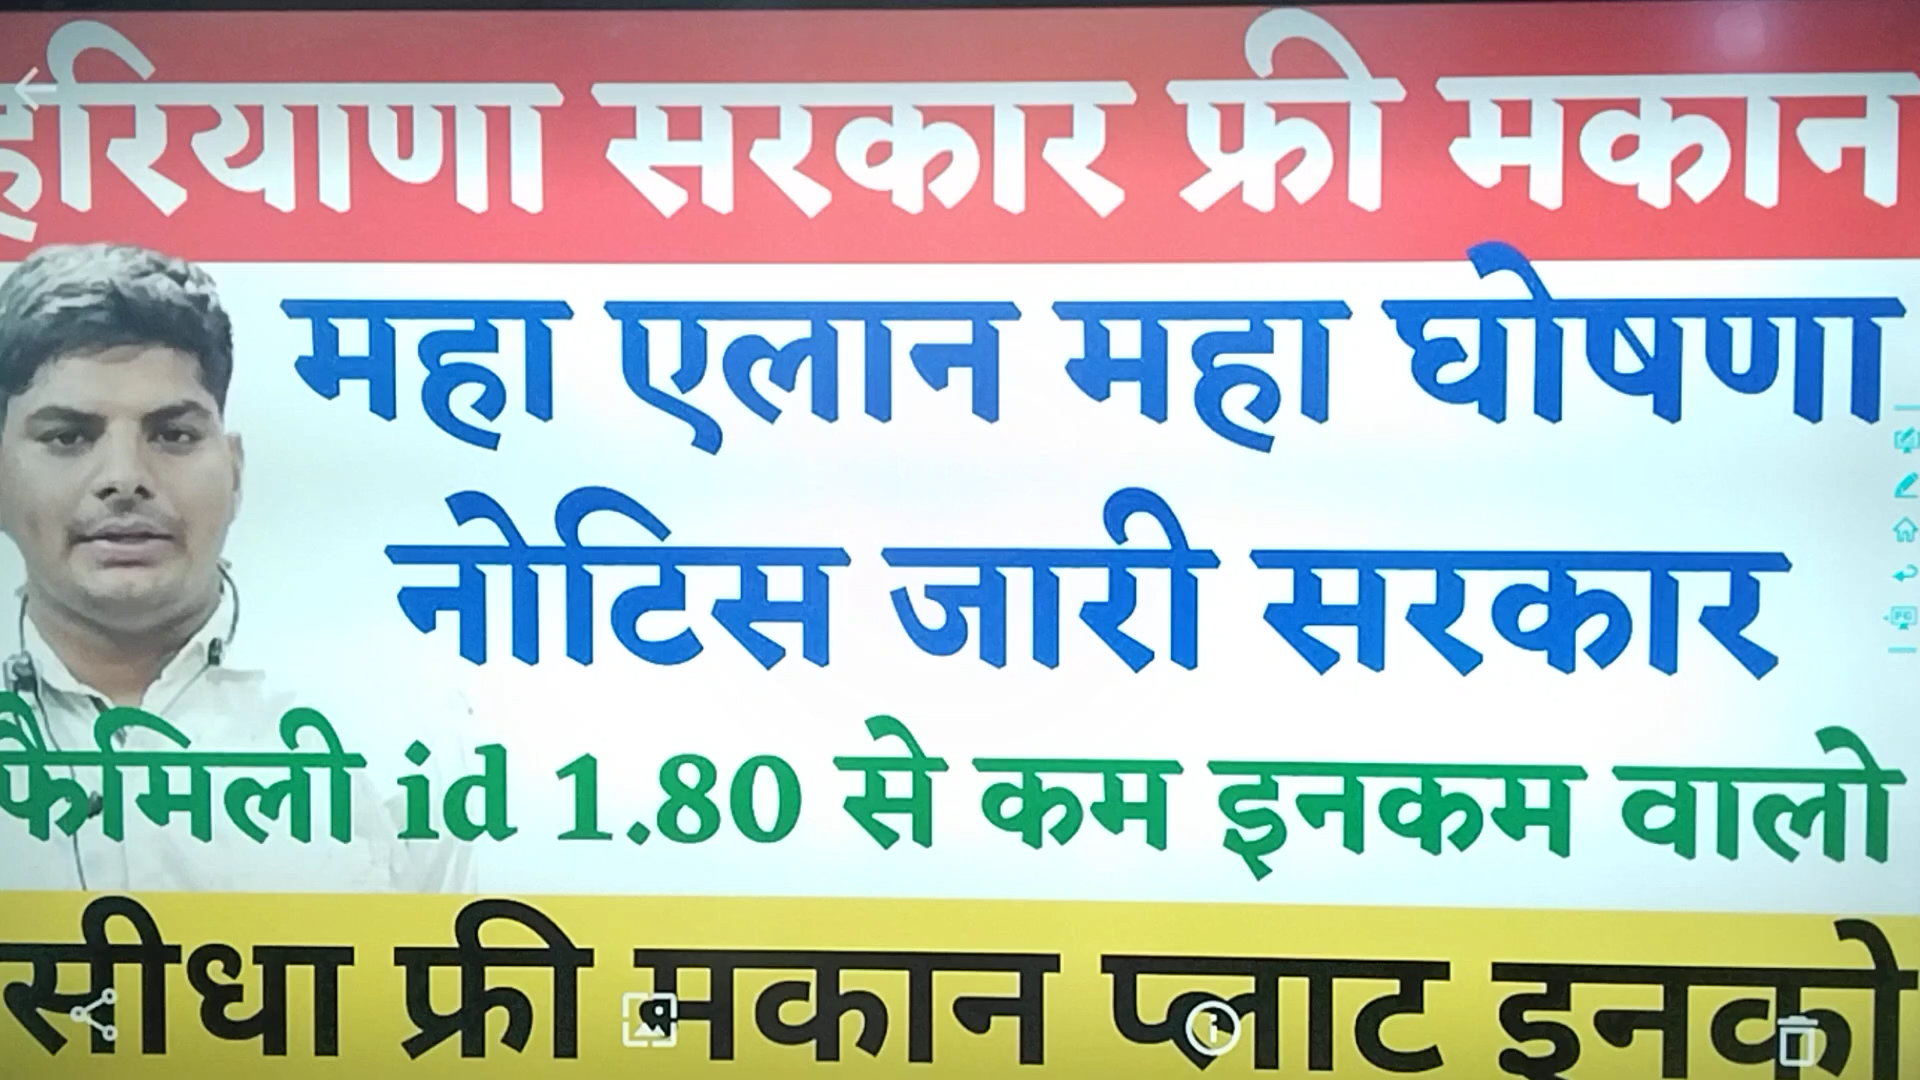 हरियाणा सरकार फ्री मकान
महा एलान महा घोषणा
नोटिस जारी सरकार
फैमिली id 1.80 से कम इनकम वालो
सीधा फ्री मकान प्लाट इनको